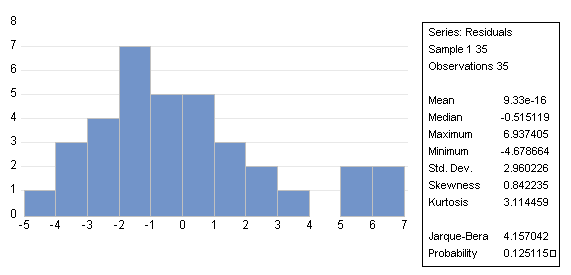 8
7
6
5
4
3
2
1
0
-5 -4 -3 -2 -1 0 1 2 3 4 5 6 7
Series: Residuals
Sample 1 35
Observations 35
Mean 9.33e-16
Median -0.515119
Maximum 6.937405
Minimum -4.678664
Std. Dev. 2.960226
Skewness 0.842235
Kurtosis 3.114459
Jarque-Bera 4.157042
Probability 0.125115